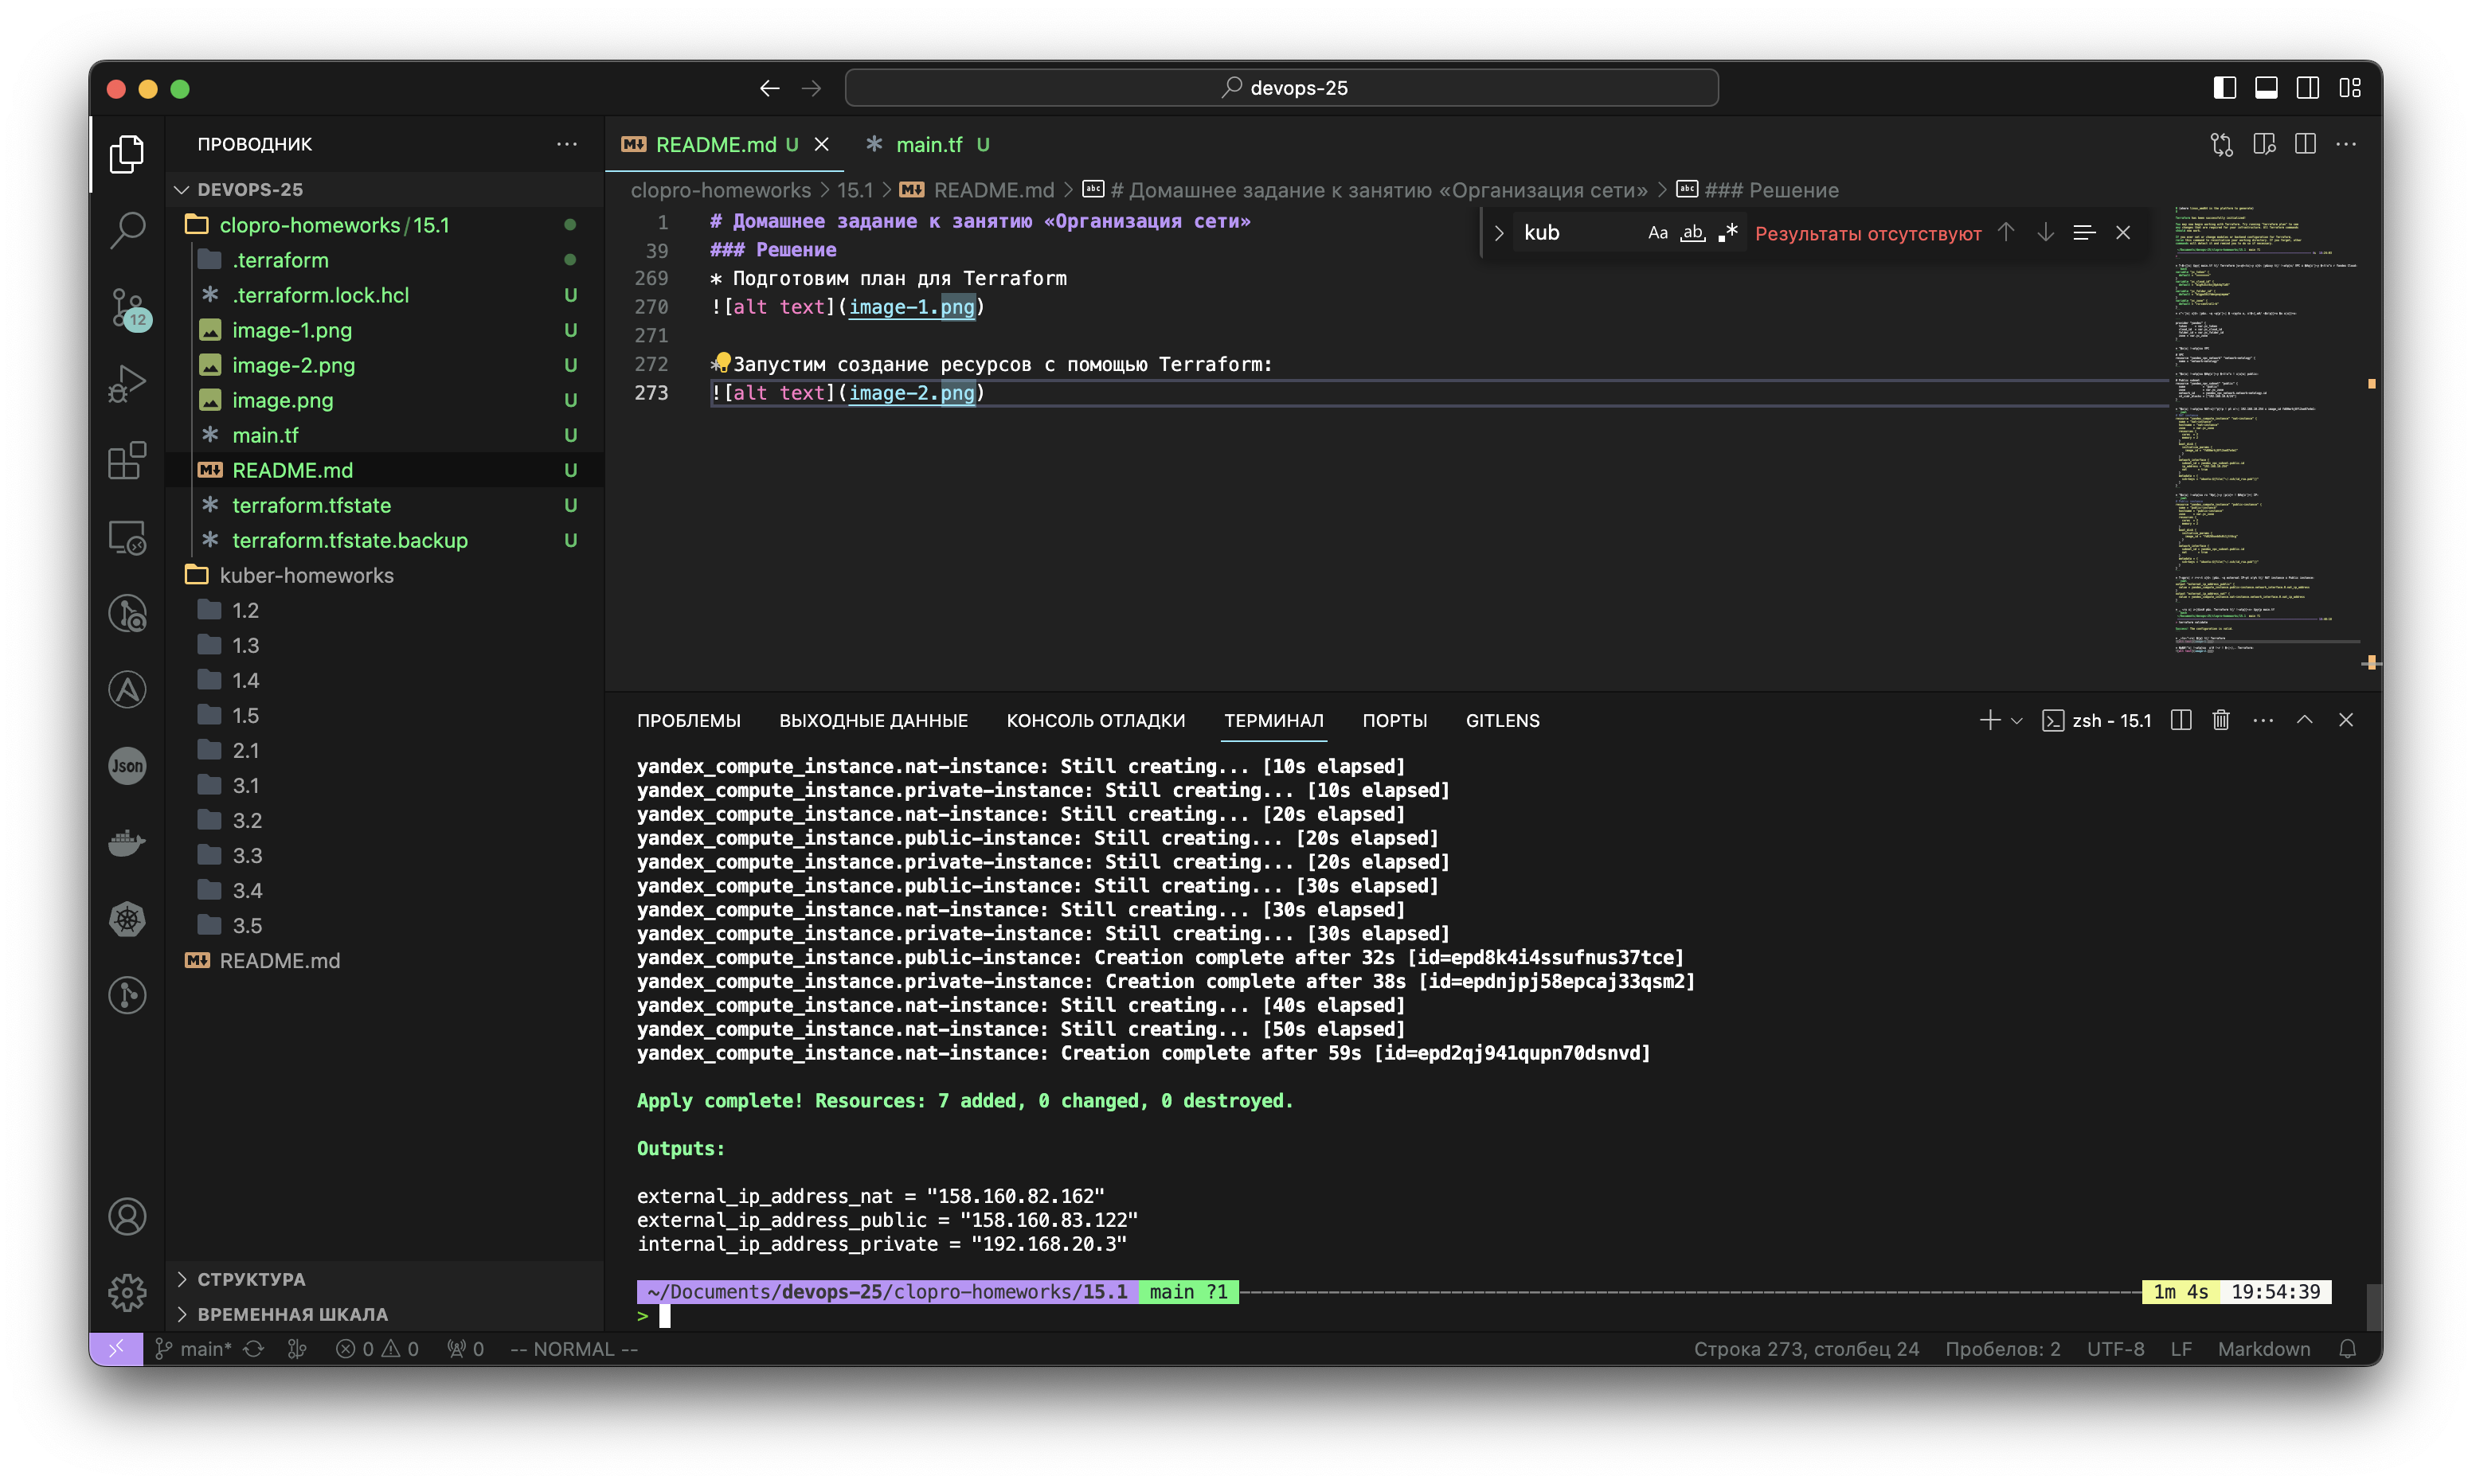 devops-25
ПРОВОДНИК
DEVOPS-25
clopro-homeworks / 15.1
.terraform
.terraform.lock.hcl U
image-1.png U
image-2.png U
image.png U
main.tf U
README.md U
terraform.tfstate U
terraform.tfstate.backup U
kuber-homeworks
1.2
1.3
1.4
1.5
2.1
3.1
3.2
3.3
3.4
3.5
README.md
СТРУКТУРА
ВРЕМЕННАЯ ШКАЛА
12
Json
README.md U
main.tf U
clopro-homeworks > 15.1 > README.md > # Домашнее задание к занятию «Организация сети» > ### Решение
kub Aa ab Результаты отсутствуют
1 # Домашнее задание к занятию «Организация сети»
39 ### Решение
269 * Подготовим план для Terraform
270 ![alt text](image-1.png)
271
272 * Запустим создание ресурсов с помощью Terraform:
273 ![alt text](image-2.png)
ПРОБЛЕМЫ ВЫХОДНЫЕ ДАННЫЕ КОНСОЛЬ ОТЛАДКИ ТЕРМИНАЛ ПОРТЫ GITLENS
zsh - 15.1
yandex_compute_instance.nat-instance: Still creating... [10s elapsed]
yandex_compute_instance.private-instance: Still creating... [10s elapsed]
yandex_compute_instance.nat-instance: Still creating... [20s elapsed]
yandex_compute_instance.public-instance: Still creating... [20s elapsed]
yandex_compute_instance.private-instance: Still creating... [20s elapsed]
yandex_compute_instance.public-instance: Still creating... [30s elapsed]
yandex_compute_instance.nat-instance: Still creating... [30s elapsed]
yandex_compute_instance.private-instance: Still creating... [30s elapsed]
yandex_compute_instance.public-instance: Creation complete after 32s [id=epd8k4i4ssufnus37tce]
yandex_compute_instance.private-instance: Creation complete after 38s [id=epdnjpj58epcaj33qsm2]
yandex_compute_instance.nat-instance: Still creating... [40s elapsed]
yandex_compute_instance.nat-instance: Still creating... [50s elapsed]
yandex_compute_instance.nat-instance: Creation complete after 59s [id=epd2qj941qupn70dsnvd]
Apply complete! Resources: 7 added, 0 changed, 0 destroyed.
Outputs:
external_ip_address_nat = "158.160.82.162"
external_ip_address_public = "158.160.83.122"
internal_ip_address_private = "192.168.20.3"
~/Documents/devops-25/clopro-homeworks/15.1 main ?1 1m 4s 19:54:39
>
main* 0 0 0 -- NORMAL -- Строка 273, столбец 24 Пробелов: 2 UTF-8 LF Markdown